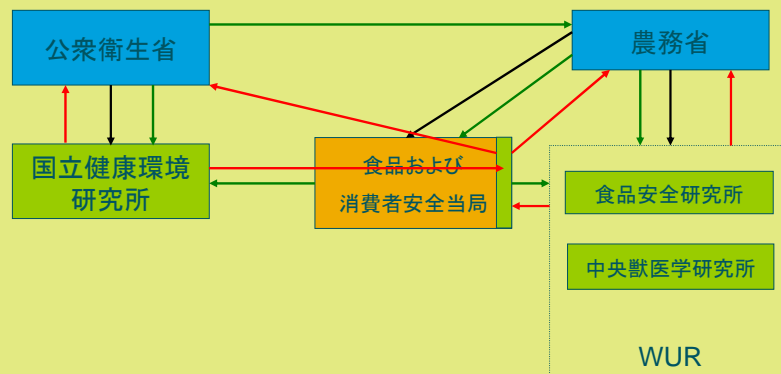 公衆衛生省
農務省
国立健康環境
研究所
食品および
消費者安全当局
食品安全研究所
中央獣医学研究所
WUR